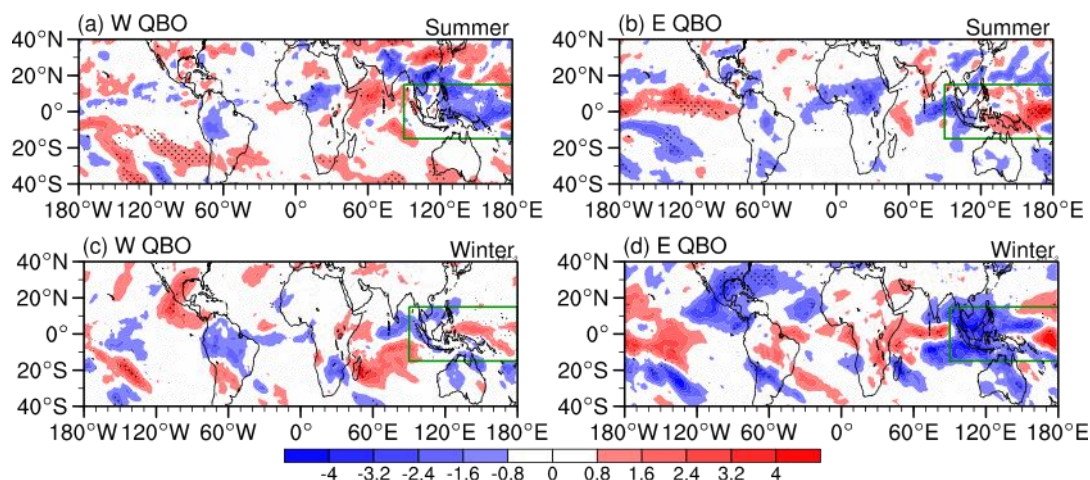 (a) W QBO Summer (b) E QBO Summer
40°N 40°N
20°N 20°N
0° 0°
20°S 20°S
40°S 40°S
180°W 120°W 60°W 0° 60°E 120°E 180°E 180°W 120°W 60°W 0° 60°E 120°E 180°E
(c) W QBO Winter (d) E QBO Winter
40°N 40°N
20°N 20°N
0° 0°
20°S 20°S
40°S 40°S
180°W 120°W 60°W 0° 60°E 120°E 180°E 180°W 120°W 60°W 0° 60°E 120°E 180°E
-4 -3.2 -2.4 -1.6 -0.8 0 0.8 1.6 2.4 3.2 4